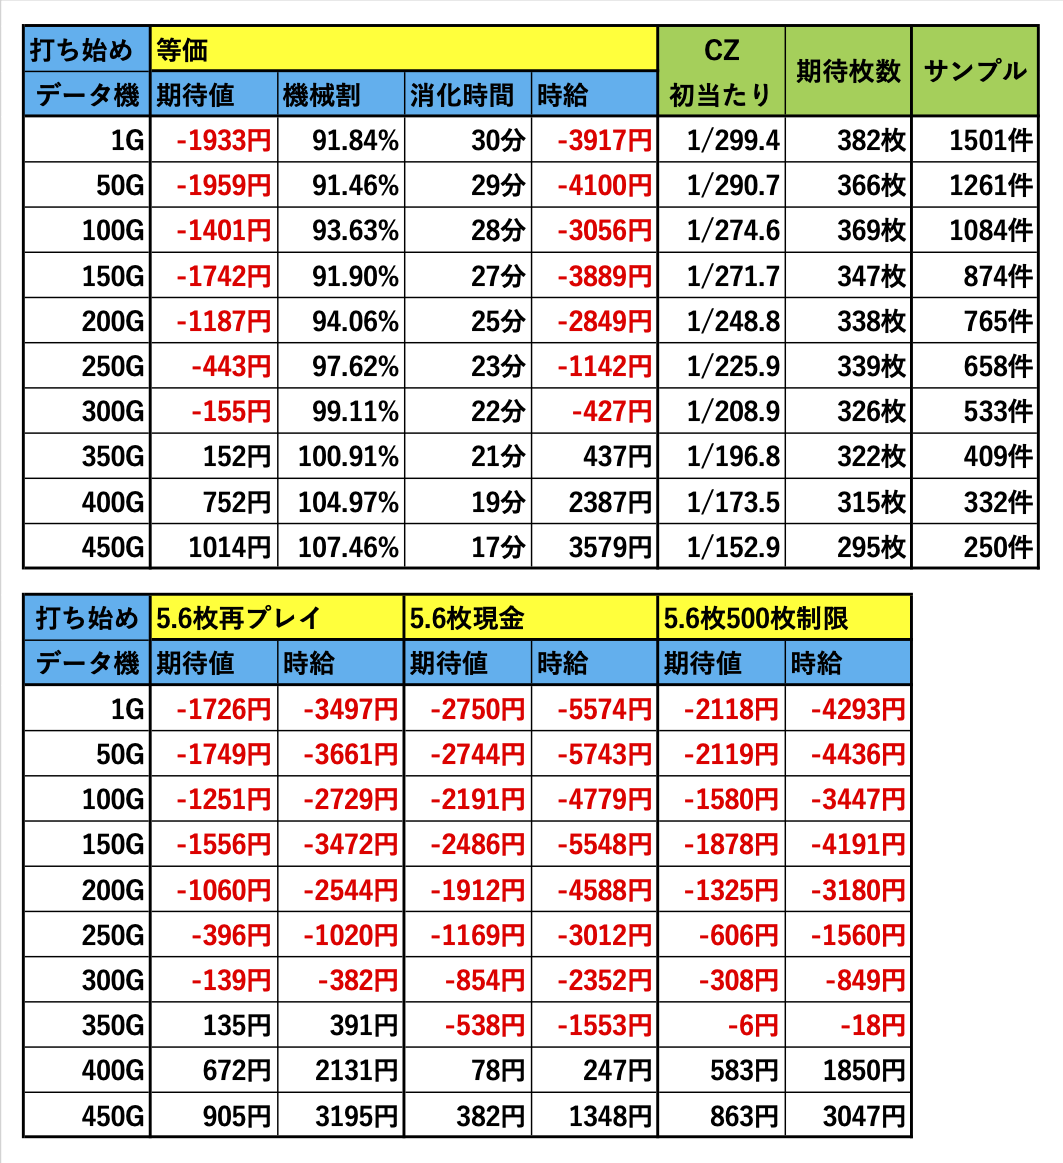 打ち始め 等価 CZ 期待枚数 サンプル
データ機 期待値 機械割 消化時間 時給 初当たり
1G -1933円 91.84% 30分 -3917円 1/299.4 382枚 1501件
50G -1959円 91.46% 29分 -4100円 1/290.7 366枚 1261件
100G -1401円 93.63% 28分 -3056円 1/274.6 369枚 1084件
150G -1742円 91.90% 27分 -3889円 1/271.7 347枚 874件
200G -1187円 94.06% 25分 -2849円 1/248.8 338枚 765件
250G -443円 97.62% 23分 -1142円 1/225.9 339枚 658件
300G -155円 99.11% 22分 -427円 1/208.9 326枚 533件
350G 152円 100.91% 21分 437円 1/196.8 322枚 409件
400G 752円 104.97% 19分 2387円 1/173.5 315枚 332件
450G 1014円 107.46% 17分 3579円 1/152.9 295枚 250件
打ち始め 5.6枚再プレイ 5.6枚現金 5.6枚500枚制限
データ機 期待値 時給 期待値 時給 期待値 時給
1G -1726円 -3497円 -2750円 -5574円 -2118円 -4293円
50G -1749円 -3661円 -2744円 -5743円 -2119円 -4436円
100G -1251円 -2729円 -2191円 -4779円 -1580円 -3447円
150G -1556円 -3472円 -2486円 -5548円 -1878円 -4191円
200G -1060円 -2544円 -1912円 -4588円 -1325円 -3180円
250G -396円 -1020円 -1169円 -3012円 -606円 -1560円
300G -139円 -382円 -854円 -2352円 -308円 -849円
350G 135円 391円 -538円 -1553円 -6円 -18円
400G 672円 2131円 78円 247円 583円 1850円
450G 905円 3195円 382円 1348円 863円 3047円